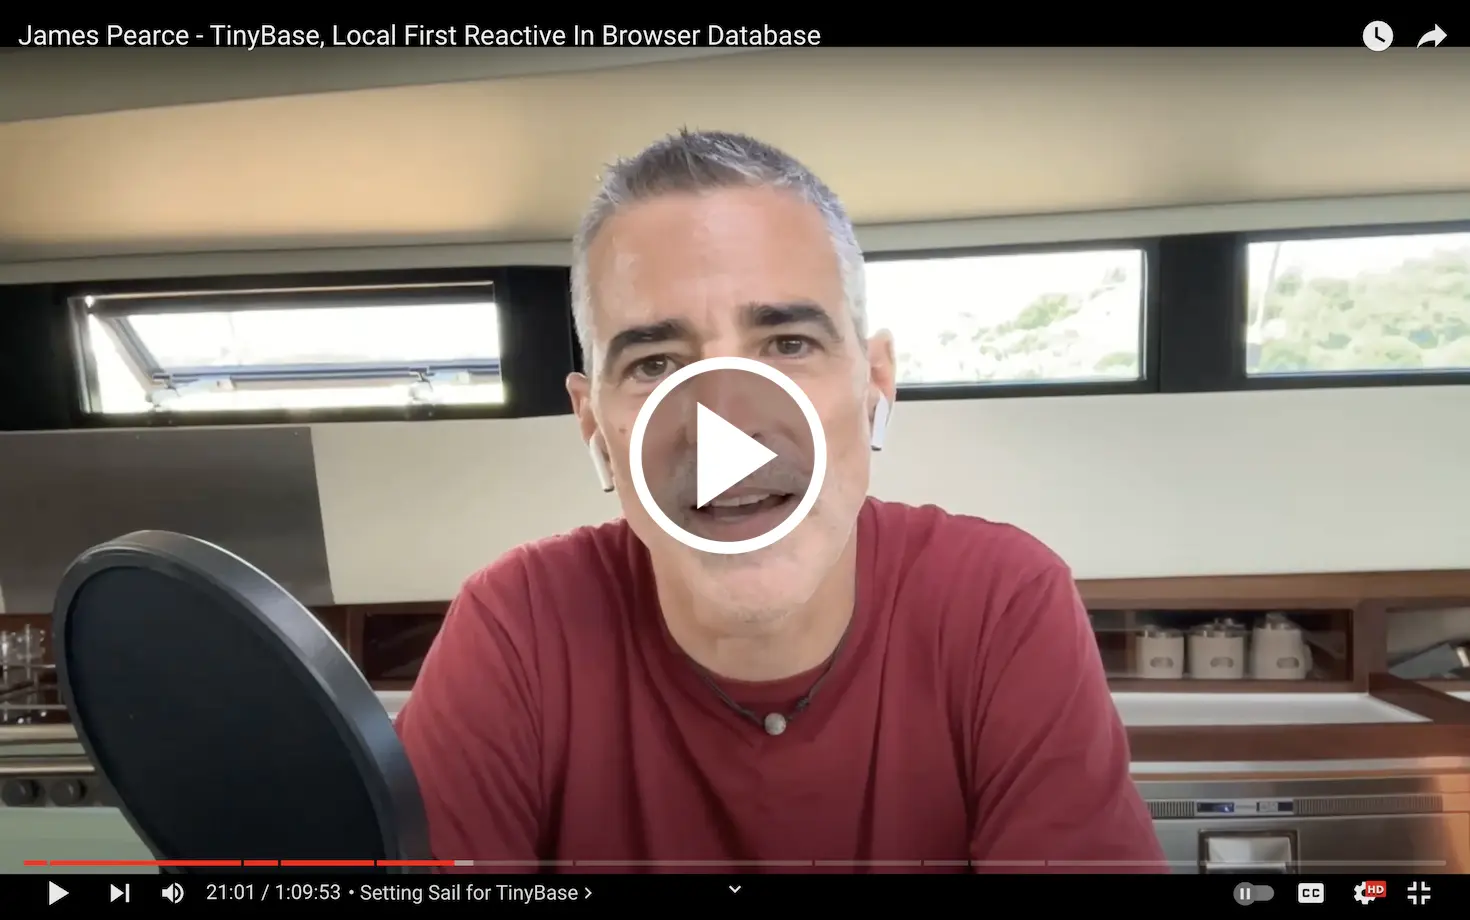 James Pearce - TinyBase, Local First Reactive In Browser Database
21:01 / 1:09:53 • Setting Sail for TinyBase ›
CC
HD